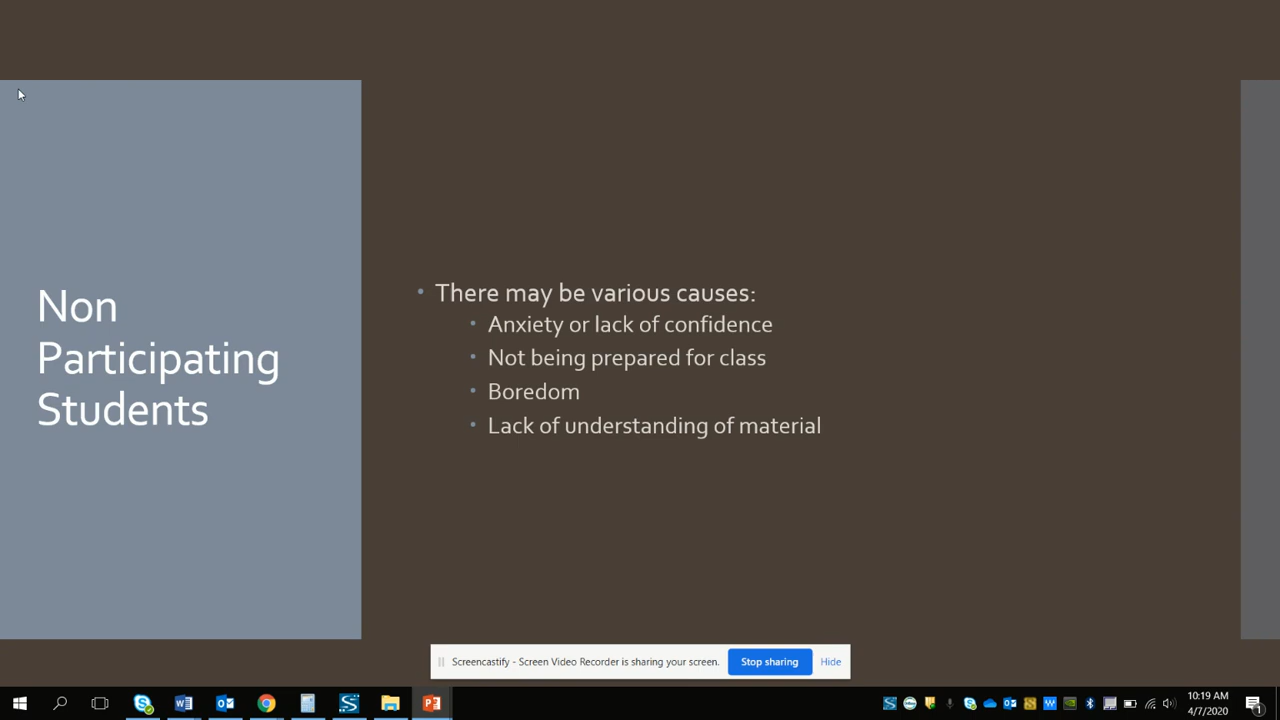 Non
Participating
Students
There may be various causes:
Anxiety or lack of confidence
Not being prepared for class
Boredom
Lack of understanding of material
Screencastify - Screen Video Recorder is sharing your screen.
Stop sharing
Hide
10:19 AM
4/7/2020